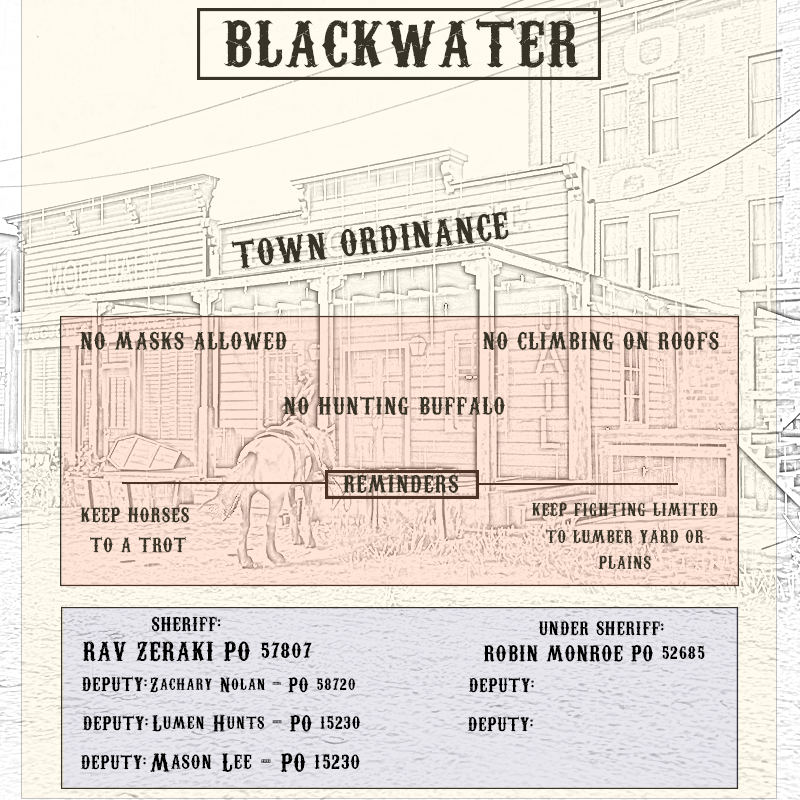 BLACKWATER
TOWN ORDINANCE
NO MASKS ALLOWED
NO CLIMBING ON ROOFS
NO HUNTING BUFFALO
REMINDERS
KEEP HORSES
TO A TROT
KEEP FIGHTING LIMITED
TO LUMBER YARD OR
PLAINS
SHERIFF:
RAV ZERAKI PO 57807
DEPUTY: ZACHARY NOLAN - PO 58720
DEPUTY: LUMEN HUNTS - PO 15230
DEPUTY: MASON LEE - PO 15230
UNDER SHERIFF:
ROBIN MONROE PO 52685
DEPUTY:
DEPUTY:
JAIL